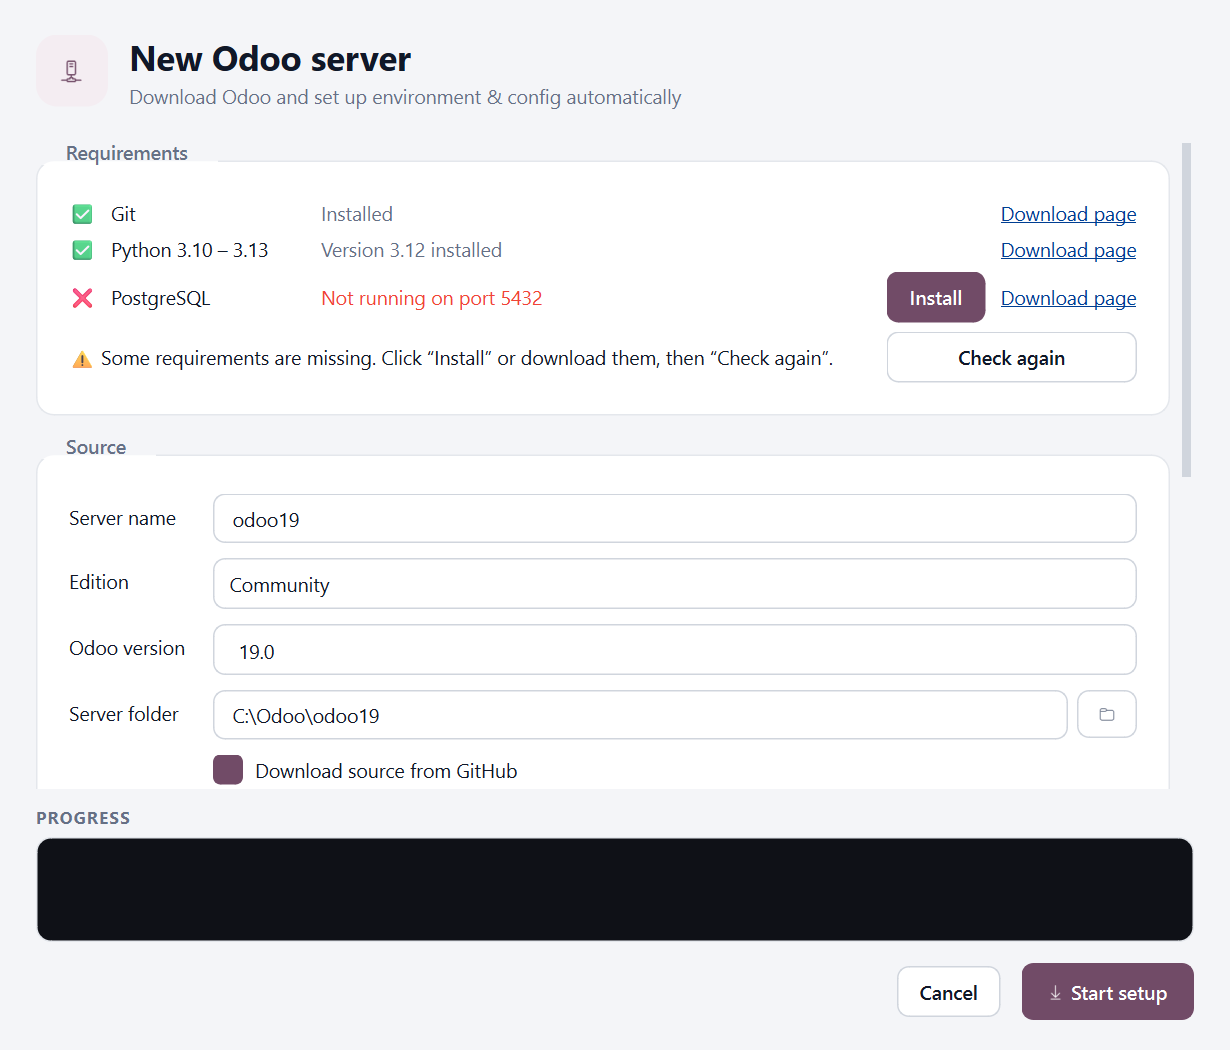 New Odoo server
Download Odoo and set up environment & config automatically
Requirements
Git Installed Download page
Python 3.10 – 3.13 Version 3.12 installed Download page
PostgreSQL Not running on port 5432 Install Download page
Some requirements are missing. Click “Install” or download them, then “Check again”. Check again
Source
Server name odoo19
Edition Community
Odoo version 19.0
Server folder C:\Odoo\odoo19
Download source from GitHub
PROGRESS
Cancel Start setup